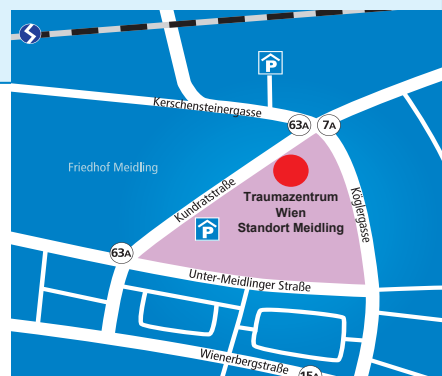 P
Kerschensteinergasse
63A
7A
Friedhof Meidling
Kundratstraße
Traumazentrum
Wien
Standort Meidling
Köglergasse
P
63A
Unter-Meidlinger Straße
Wienerbergstraße
15A